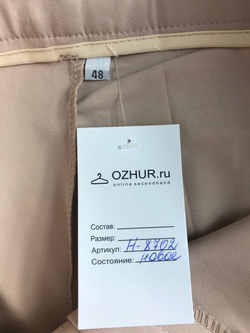 48
OZHUR.ru
online secondhand
Состав:
Размер:
Артикул: Н-8702
Состояние: новое